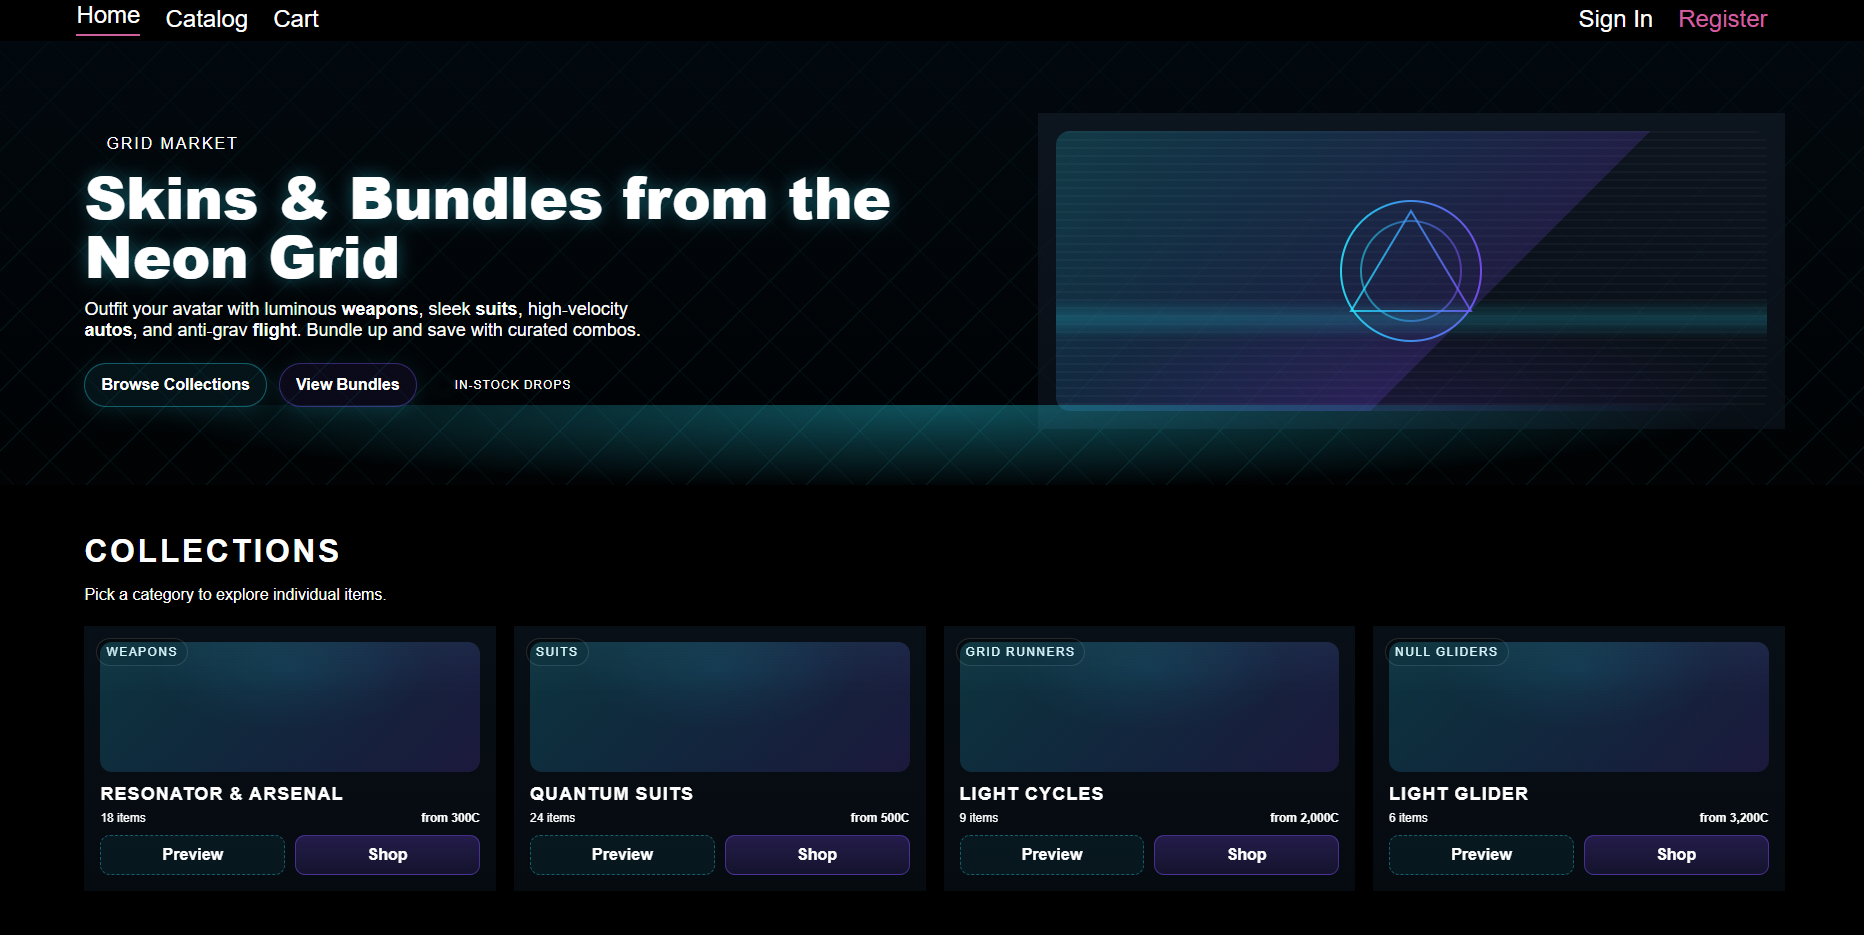 Home Catalog Cart Sign In Register
GRID MARKET
Skins & Bundles from the
Neon Grid
Outfit your avatar with luminous weapons, sleek suits, high-velocity
autos, and anti-grav flight. Bundle up and save with curated combos.
Browse Collections View Bundles IN-STOCK DROPS
COLLECTIONS
Pick a category to explore individual items.
WEAPONS
RESONATOR & ARSENAL
18 items from 300C
Preview Shop
SUITS
QUANTUM SUITS
24 items from 500C
Preview Shop
GRID RUNNERS
LIGHT CYCLES
9 items from 2,000C
Preview Shop
NULL GLIDERS
LIGHT GLIDER
6 items from 3,200C
Preview Shop